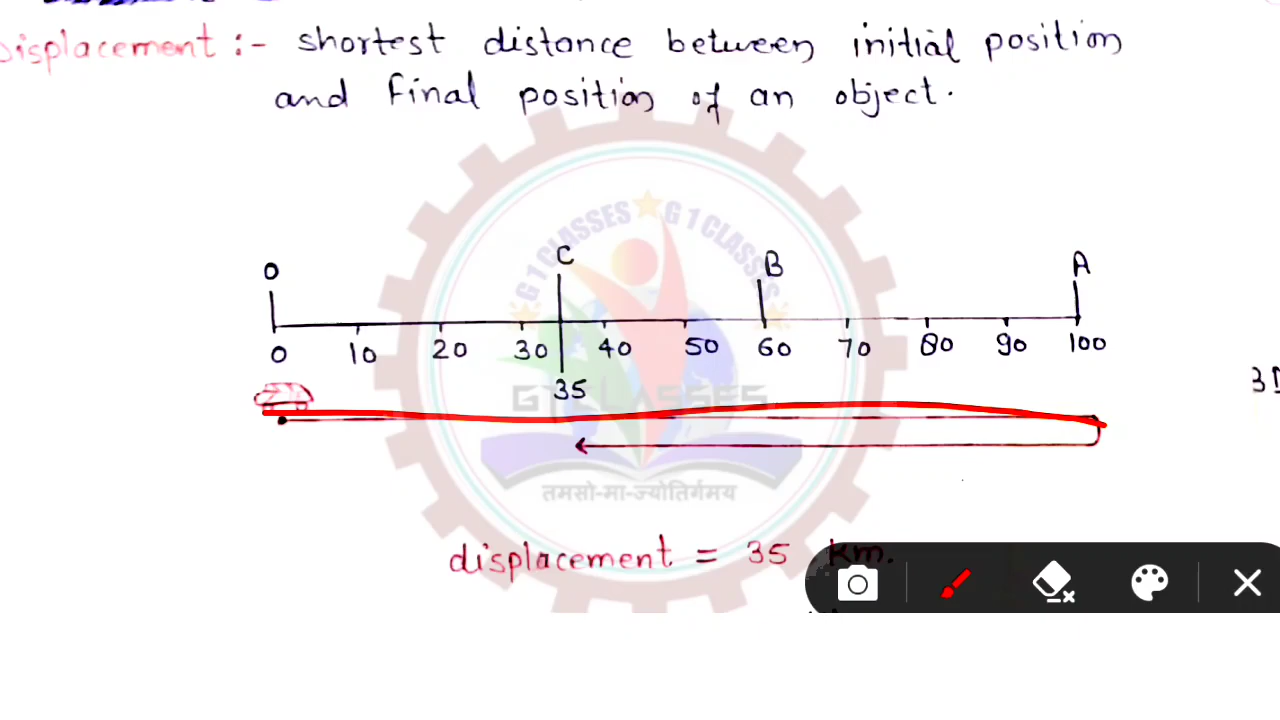 Displacement :- shortest distance between initial position
and final position of an object.
G1 CLASSES G1 CLASSES
O C B A
0 10 20 30 40 50 60 70 80 90 100
35
G1 CLASSES
तमसो-मा-ज्योतिर्गमय
displacement = 35 km.